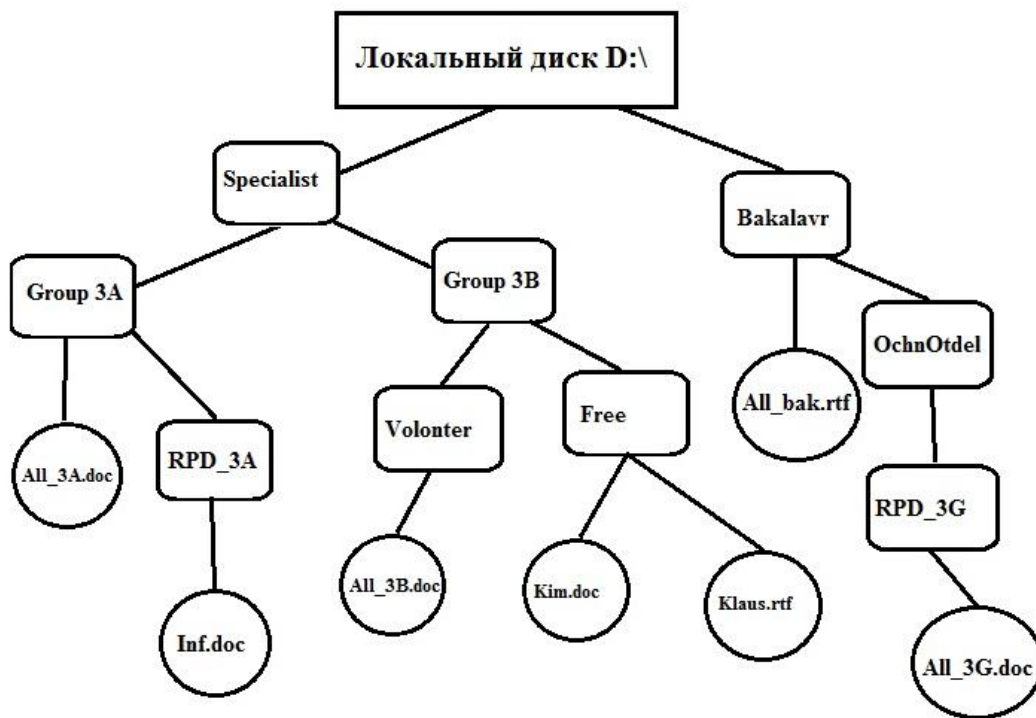 Локальный диск D:\
Specialist
Bakalavr
Group 3A
Group 3B
OchnOtdel
All_bak.rtf
Volonter
Free
All_3A.doc
RPD_3A
RPD_3G
All_3B.doc
Kim.doc
Klaus.rtf
Inf.doc
All_3G.doc